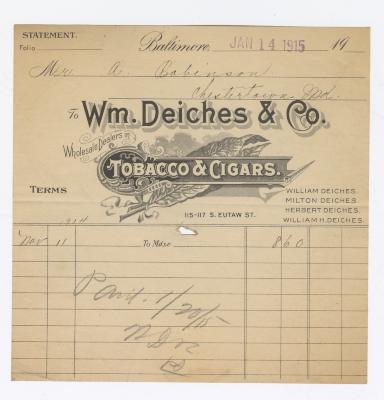 STATEMENT.
Folio
Baltimore, JAN 14 1915 19
A. Robinson
Chestertown Md.
To Wm. Deiches & Co.
Wholesale Dealers in
TOBACCO & CIGARS.
TERMS
WILLIAM DEICHES.
MILTON DEICHES.
HERBERT DEICHES.
WILLIAM H. DEICHES.
115-117 S. EUTAW ST.
1914
Nov 11 To Mdse 8 60
Paid. 1/20/15